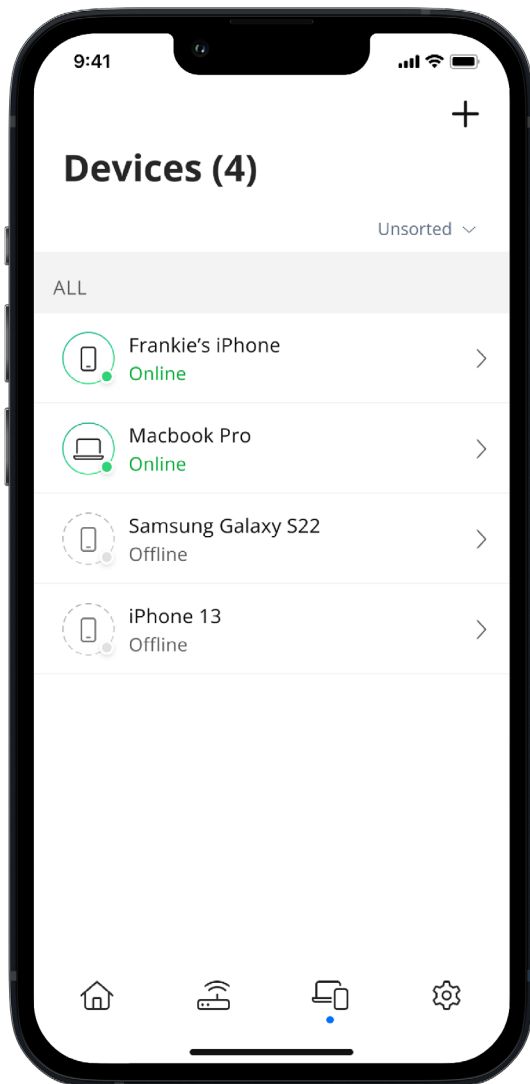 9:41
Devices (4)
Unsorted
ALL
Frankie’s iPhone
Online
Macbook Pro
Online
Samsung Galaxy S22
Offline
iPhone 13
Offline